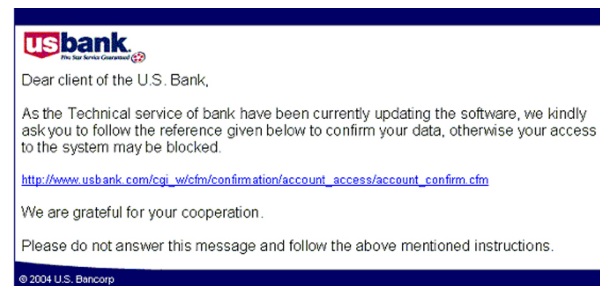 usbank.
Five Star Service Guaranteed
Dear client of the U.S. Bank,
As the Technical service of bank have been currently updating the software, we kindly
ask you to follow the reference given below to confirm your data, otherwise your access
to the system may be blocked.
http://www.usbank.com/cgi_w/cfm/confirmation/account_access/account_confirm.cfm
We are grateful for your cooperation.
Please do not answer this message and follow the above mentioned instructions.
© 2004 U.S. Bancorp